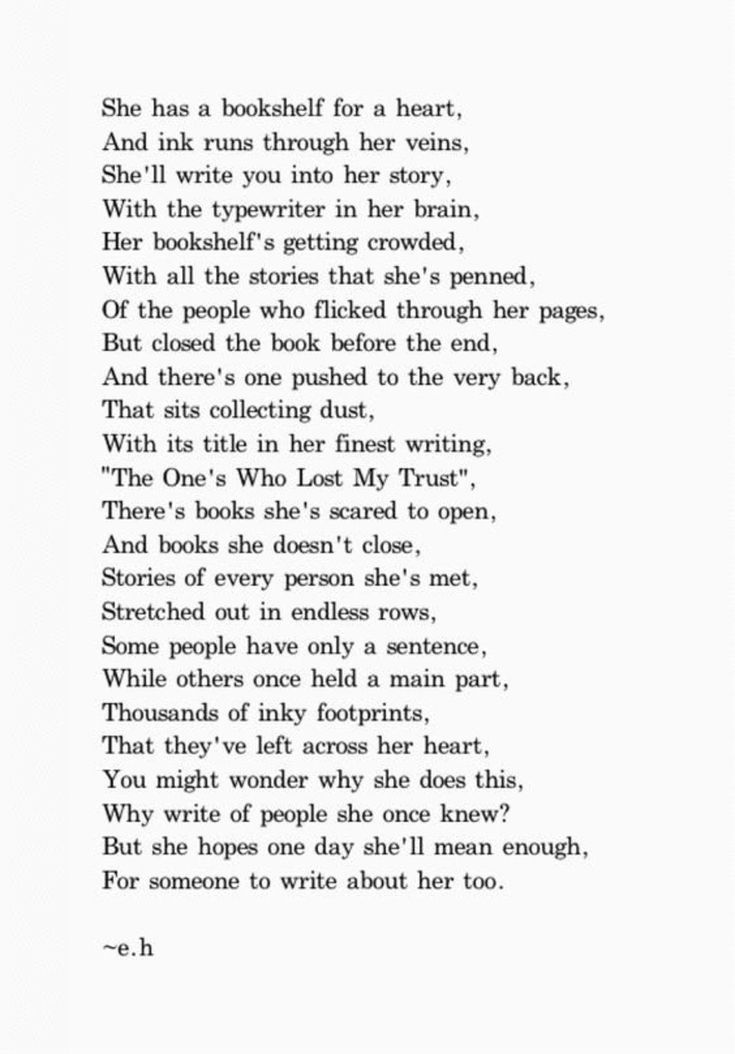 She has a bookshelf for a heart,
And ink runs through her veins,
She'll write you into her story,
With the typewriter in her brain,
Her bookshelf's getting crowded,
With all the stories that she's penned,
Of the people who flicked through her pages,
But closed the book before the end,
And there's one pushed to the very back,
That sits collecting dust,
With its title in her finest writing,
"The One's Who Lost My Trust",
There's books she's scared to open,
And books she doesn't close,
Stories of every person she's met,
Stretched out in endless rows,
Some people have only a sentence,
While others once held a main part,
Thousands of inky footprints,
That they've left across her heart,
You might wonder why she does this,
Why write of people she once knew?
But she hopes one day she'll mean enough,
For someone to write about her too.
~e.h